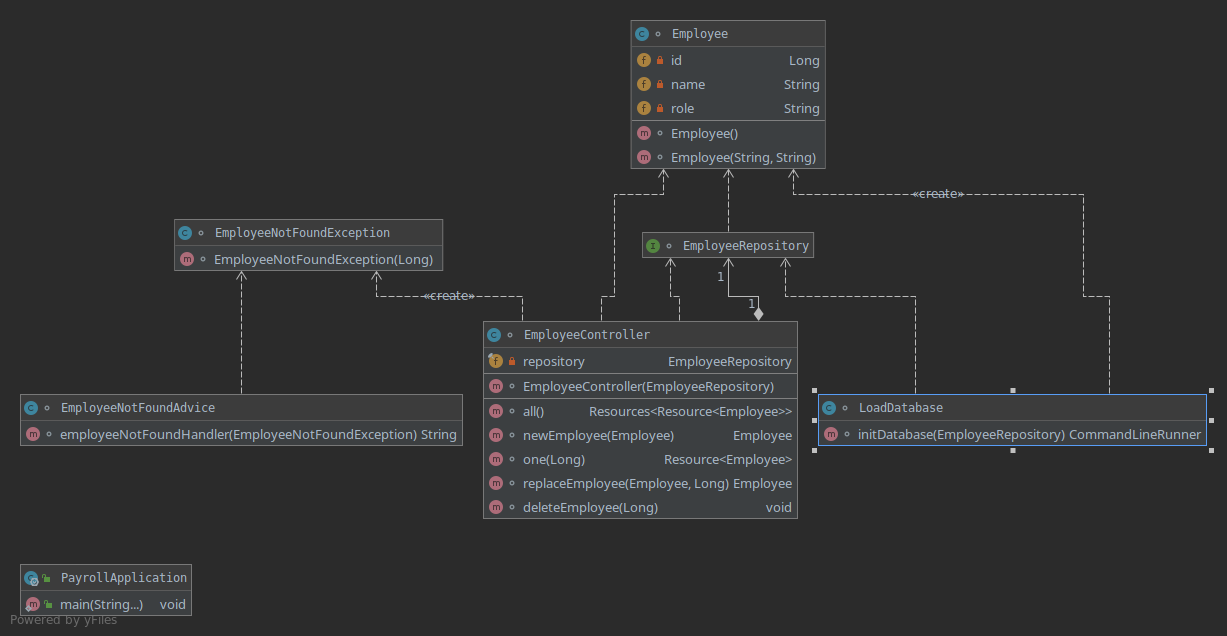 Employee
id Long
name String
role String
Employee()
Employee(String, String)
«create»
EmployeeNotFoundException
EmployeeNotFoundException(Long)
EmployeeRepository
1
«create»
1
EmployeeController
repository EmployeeRepository
EmployeeController(EmployeeRepository)
all() Resources<Resource<Employee>>
newEmployee(Employee) Employee
one(Long) Resource<Employee>
replaceEmployee(Employee, Long) Employee
deleteEmployee(Long) void
EmployeeNotFoundAdvice
employeeNotFoundHandler(EmployeeNotFoundException) String
LoadDatabase
initDatabase(EmployeeRepository) CommandLineRunner
PayrollApplication
main(String...) void
Powered by yFiles